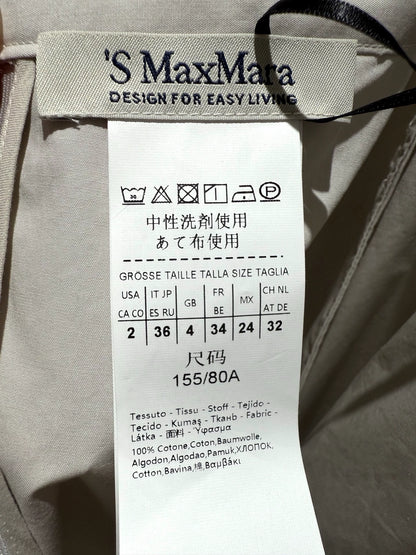 'S MaxMara
DESIGN FOR EASY LIVING
30
P
中性洗剤使用
あて布使用
GRÖSSE TAILLE TALLA SIZE TAGLIA
USA IT JP GB FR MX CH NL
CA CO ES RU BE AT DE
2 36 4 34 24 32
尺码
155/80A
Tessuto - Tissu - Stoff - Tejido -
Tecido - Kumaş - Ткань - Fabric -
Látka - 面料 - Ύφασμα
100% Cotone,Coton,Baumwolle,
Algodon,Algodao,Pamuk,ХЛОПОК,
Cotton,Bavina,棉,Βαμβάκι